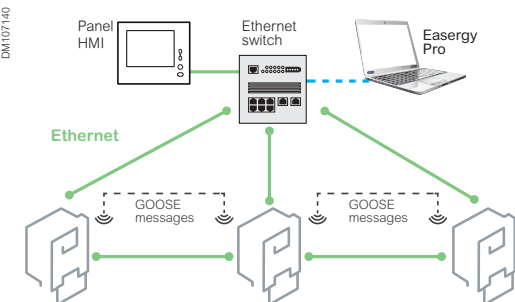 DM107140
Panel
HMI
Ethernet
switch
Easergy
Pro
Ethernet
GOOSE
messages
GOOSE
messages